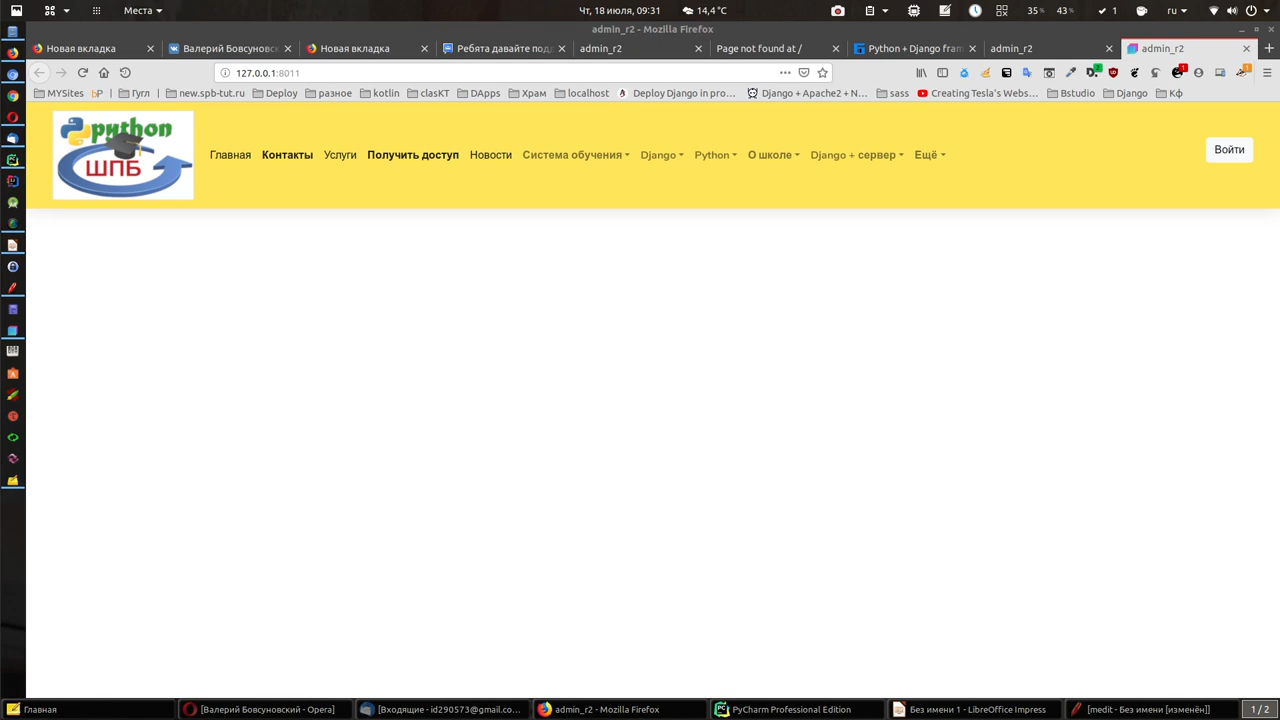 Места
Чт, 18 июля, 09:31
14,4°C
35 %
43 %
1
ru
admin_r2 - Mozilla Firefox
Новая вкладка
Валерий Бовсуновск
Новая вкладка
Ребята давайте под
admin_r2
Page not found at /
Python + Django fram
admin_r2
admin_r2
127.0.0.1:8011
MYSites
bP
Гугл
new.spb-tut.ru
Deploy
разное
kotlin
clasKT
DApps
Храм
localhost
Deploy Django in pro…
Django + Apache2 + N…
sass
Creating Tesla's Webs…
Bstudio
Django
Кф
python
ШПБ
Главная
Контакты
Услуги
Получить доступ
Новости
Система обучения
Django
Python
О школе
Django + сервер
Ещё
Войти
Главная
[Валерий Бовсуновский - Opera]
[Входящие - id290573@gmail.co…
admin_r2 - Mozilla Firefox
PyCharm Professional Edition
Без имени 1 - LibreOffice Impress
[medit - Без имени [изменён]]
1 / 2